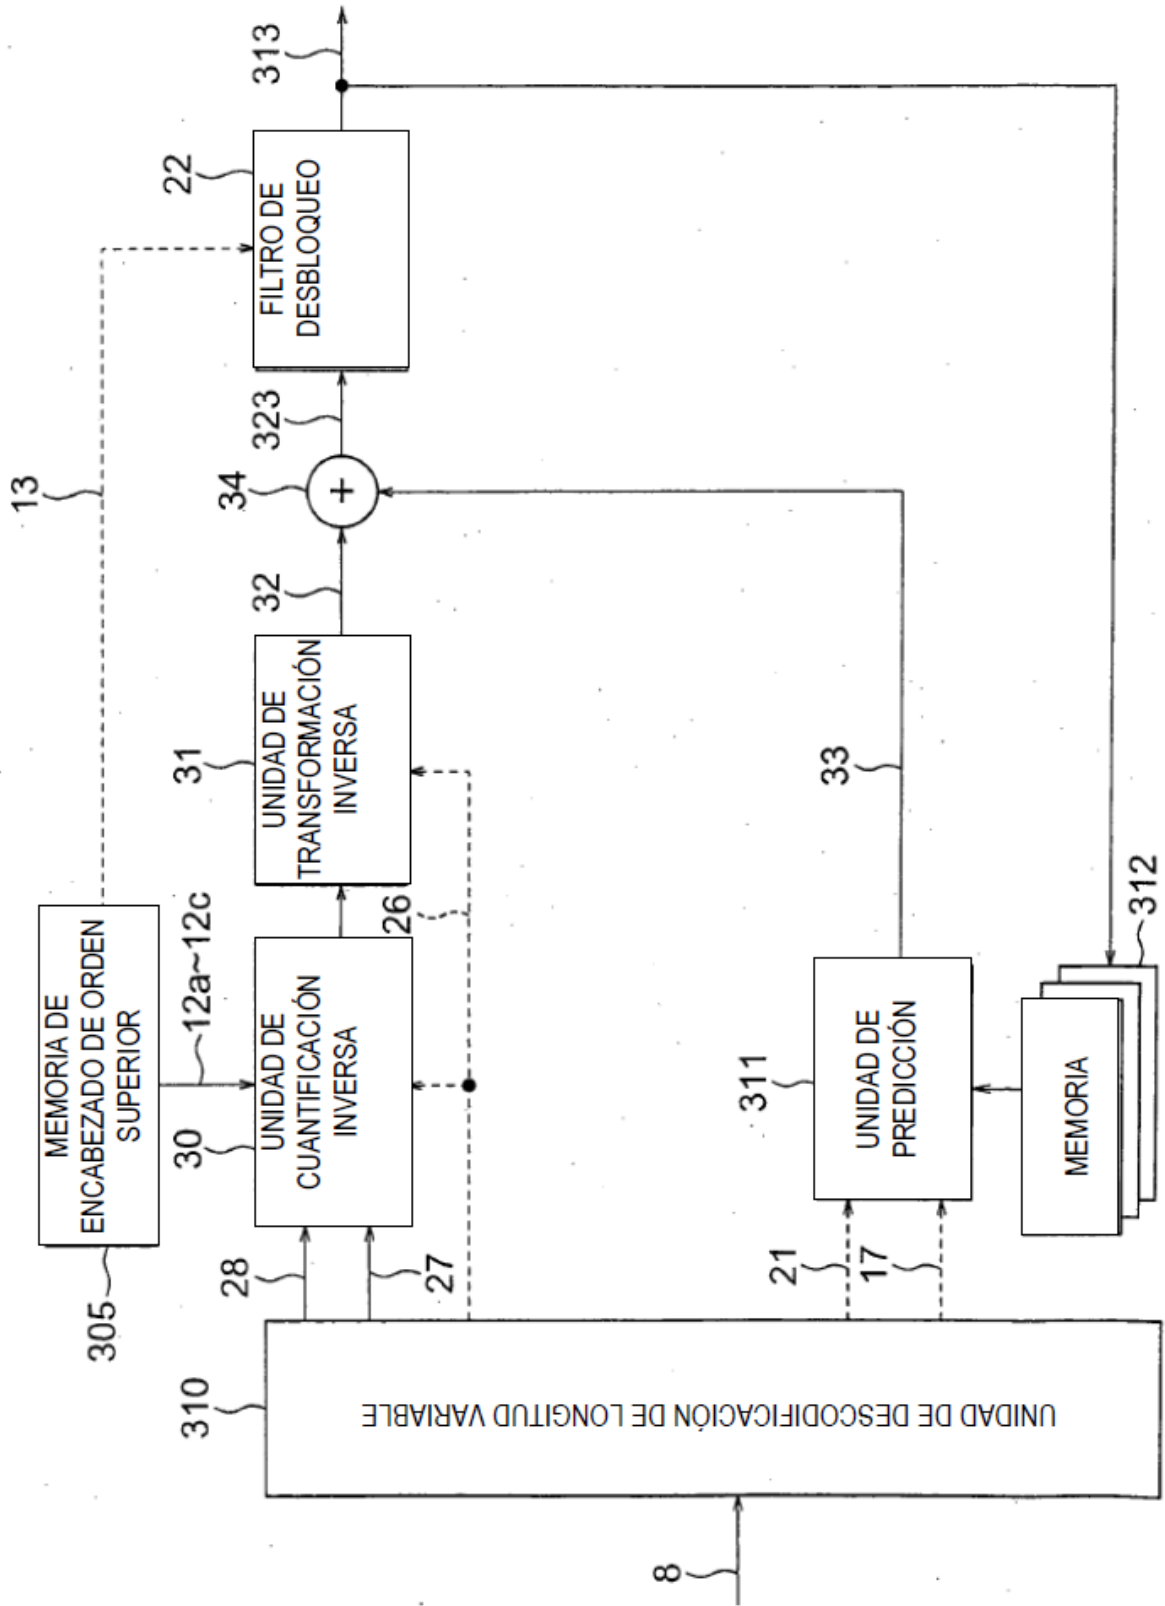 8
310
UNIDAD DE DESCODIFICACIÓN DE LONGITUD VARIABLE
305
MEMORIA DE
ENCABEZADO DE ORDEN
SUPERIOR
12a~12c
13
28
27
30
UNIDAD DE
CUANTIFICACIÓN
INVERSA
26
31
UNIDAD DE
TRANSFORMACIÓN
INVERSA
32
34
+
323
22
FILTRO DE
DESBLOQUEO
313
21
17
311
UNIDAD DE
PREDICCIÓN
33
MEMORIA
312